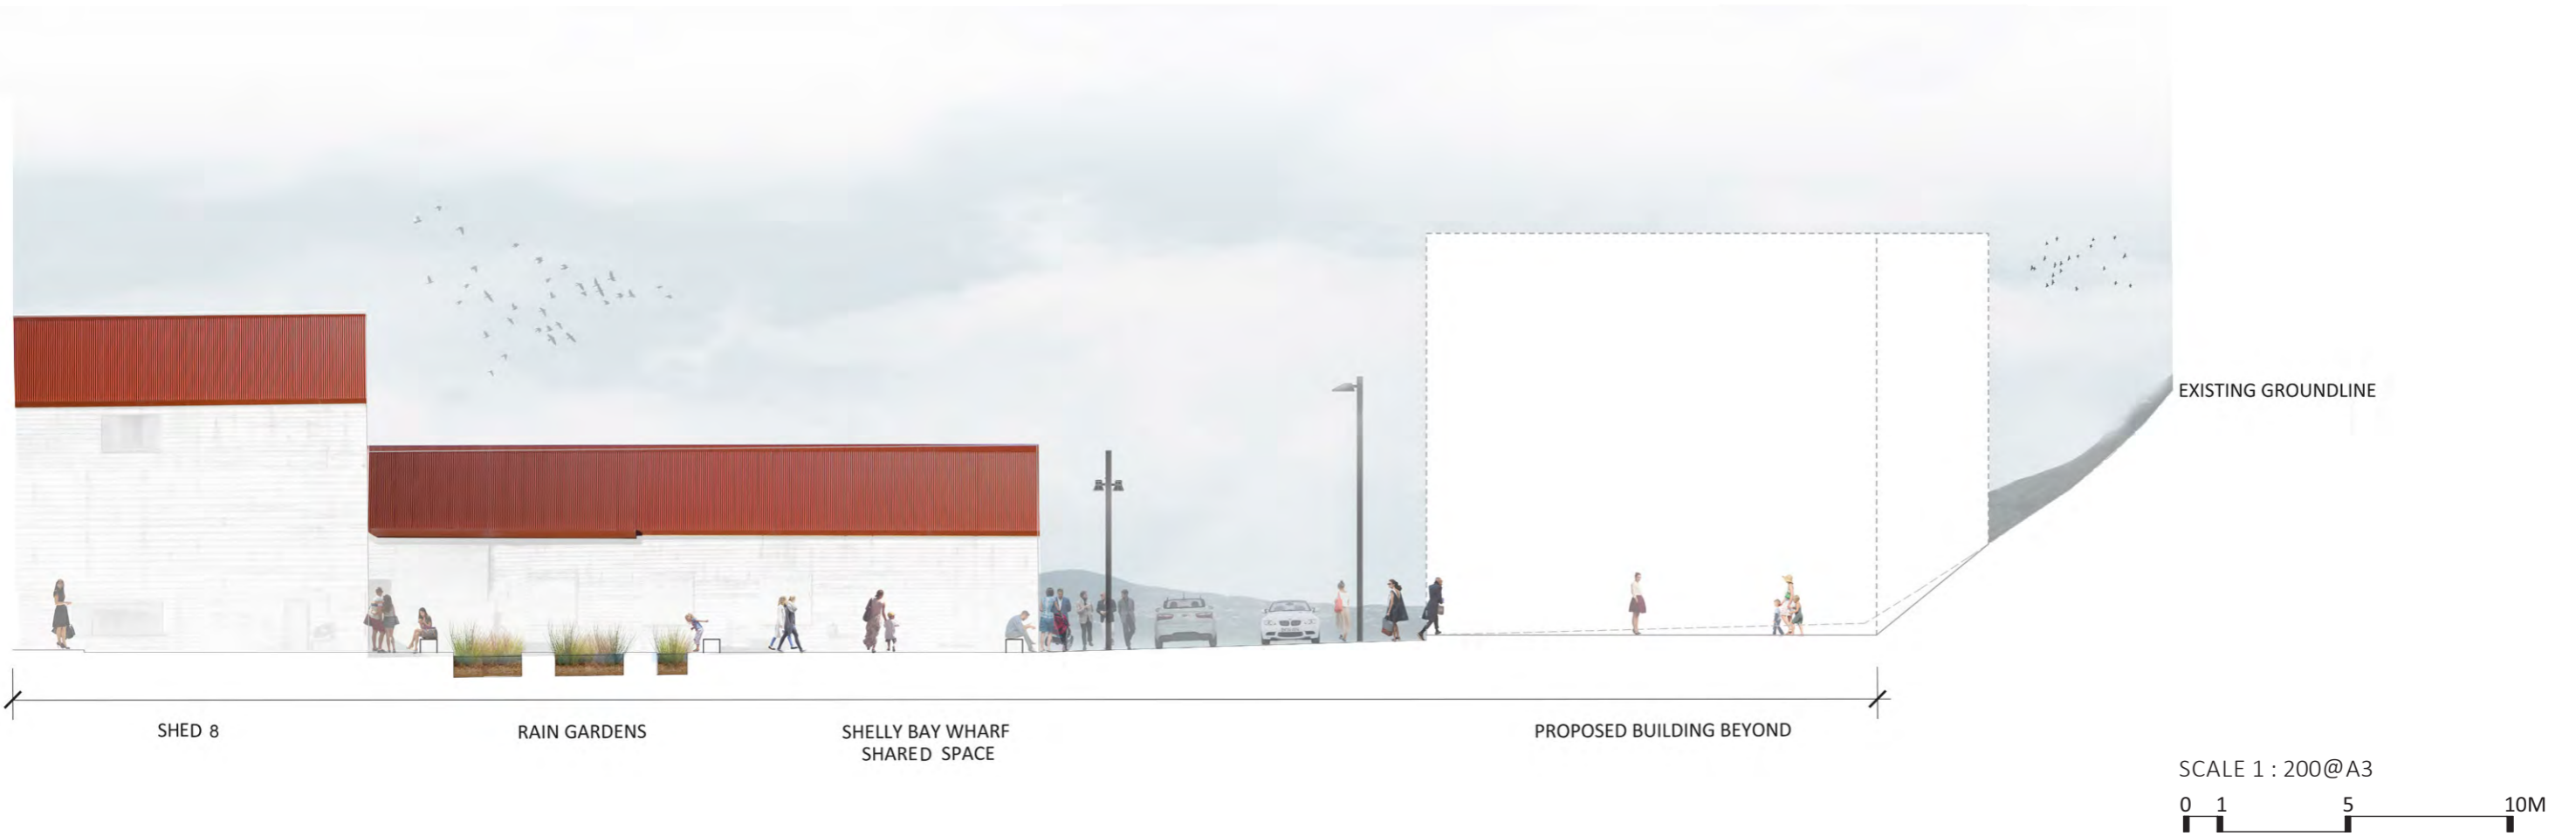 EXISTING GROUNDLINE
SHED 8
RAIN GARDENS
SHELLY BAY WHARF
SHARED SPACE
PROPOSED BUILDING BEYOND
SCALE 1 : 200@A3
0 1 5 10M